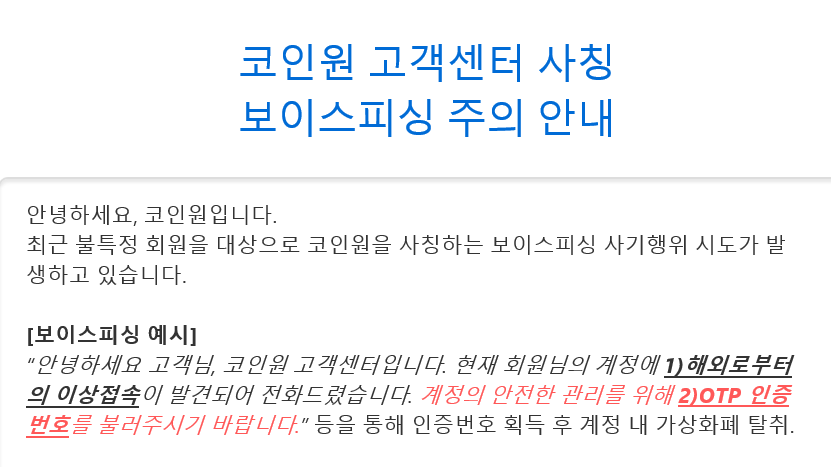 코인원 고객센터 사칭
보이스피싱 주의 안내
안녕하세요, 코인원입니다.
최근 불특정 회원을 대상으로 코인원을 사칭하는 보이스피싱 사기행위 시도가 발
생하고 있습니다.
[보이스피싱 예시]
“안녕하세요 고객님, 코인원 고객센터입니다. 현재 회원님의 계정에 1)해외로부터
의 이상접속이 발견되어 전화드렸습니다. 계정의 안전한 관리를 위해 2)OTP 인증
번호를 불러주시기 바랍니다.” 등을 통해 인증번호 획득 후 계정 내 가상화폐 탈취.